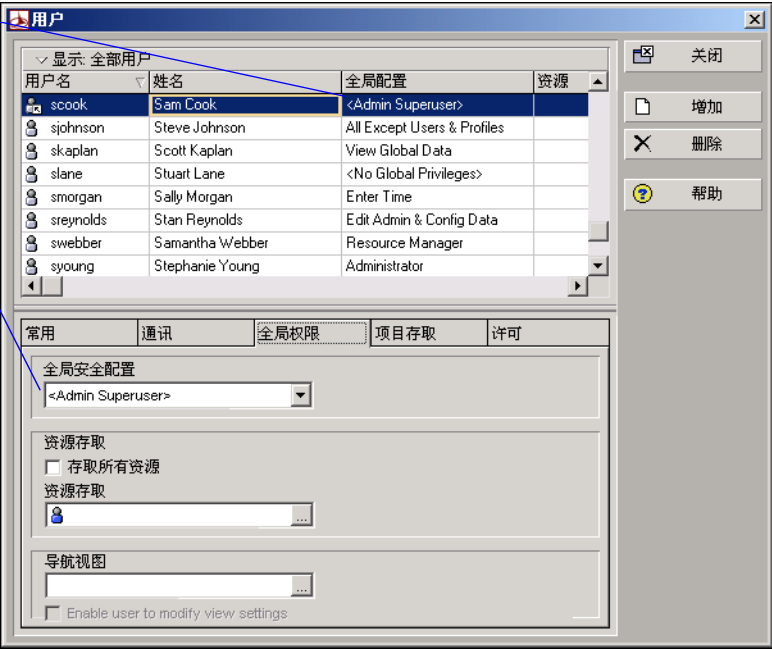 用户
显示: 全部用户
用户名 姓名 全局配置 资源
scook Sam Cook <Admin Superuser>
sjohnson Steve Johnson All Except Users & Profiles
skaplan Scott Kaplan View Global Data
slane Stuart Lane <No Global Privileges>
smorgan Sally Morgan Enter Time
sreynolds Stan Reynolds Edit Admin & Config Data
swebber Samantha Webber Resource Manager
syoung Stephanie Young Administrator
关闭
增加
删除
帮助
常用 通讯 全局权限 项目存取 许可
全局安全配置
<Admin Superuser>
资源存取
存取所有资源
资源存取
...
导航视图
...
Enable user to modify view settings